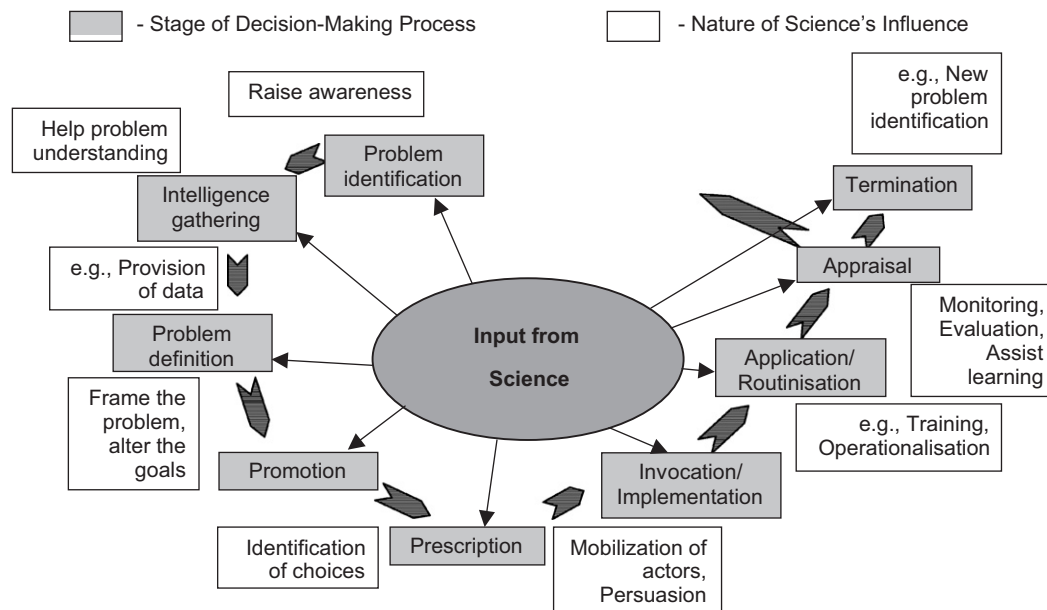 - Stage of Decision-Making Process
- Nature of Science's Influence
Raise awareness
e.g., New
problem
identification
Help problem
understanding
Problem
identification
Intelligence
gathering
Termination
e.g., Provision
of data
Appraisal
Problem
definition
Input from
Science
Monitoring,
Evaluation,
Assist
learning
Application/
Routinisation
Frame the
problem,
alter the
goals
e.g., Training,
Operationalisation
Promotion
Invocation/
Implementation
Identification
of choices
Prescription
Mobilization of
actors,
Persuasion